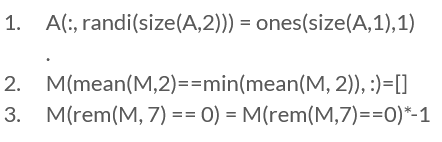 1. A(:, randi(size(A,2))) = ones(size(A,1),1)
.
2. M(mean(M,2)==min(mean(M, 2)), :)=[]
3. M(rem(M, 7) == 0) = M(rem(M,7)==0)*-1